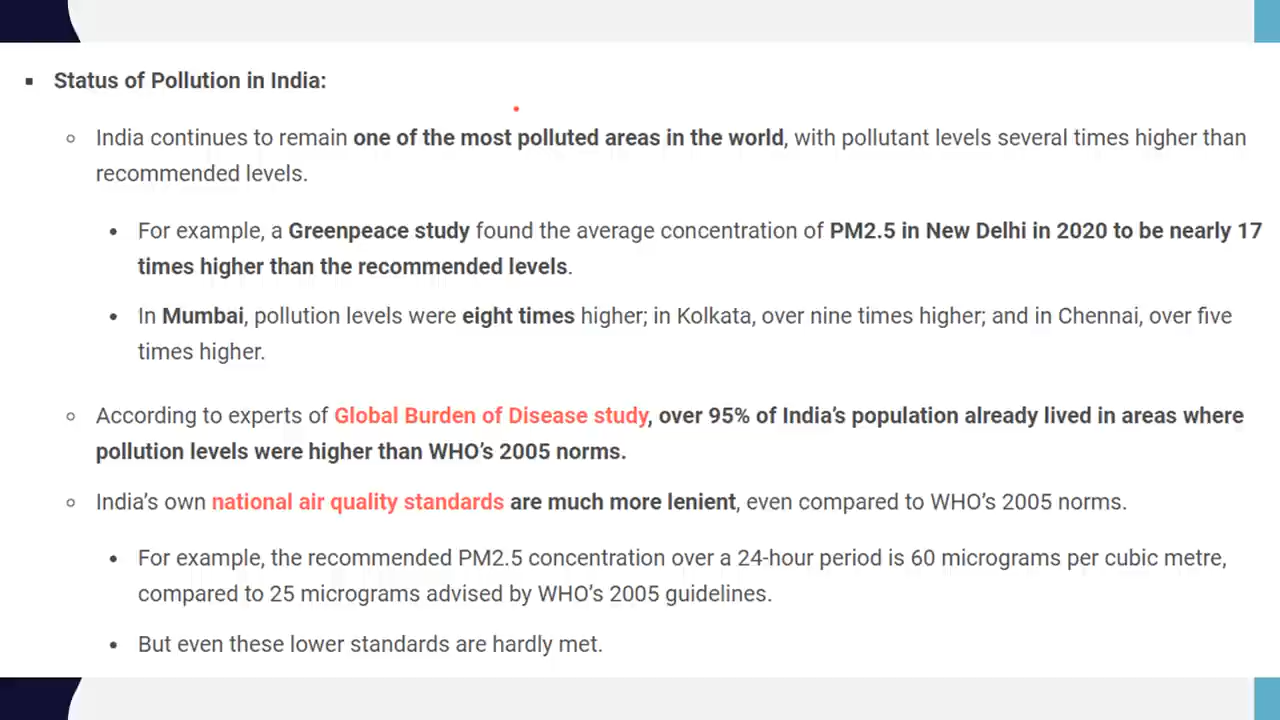 Status of Pollution in India:
India continues to remain one of the most polluted areas in the world, with pollutant levels several times higher than
recommended levels.
For example, a Greenpeace study found the average concentration of PM2.5 in New Delhi in 2020 to be nearly 17
times higher than the recommended levels.
In Mumbai, pollution levels were eight times higher; in Kolkata, over nine times higher; and in Chennai, over five
times higher.
According to experts of Global Burden of Disease study, over 95% of India’s population already lived in areas where
pollution levels were higher than WHO’s 2005 norms.
India’s own national air quality standards are much more lenient, even compared to WHO’s 2005 norms.
For example, the recommended PM2.5 concentration over a 24-hour period is 60 micrograms per cubic metre,
compared to 25 micrograms advised by WHO’s 2005 guidelines.
But even these lower standards are hardly met.